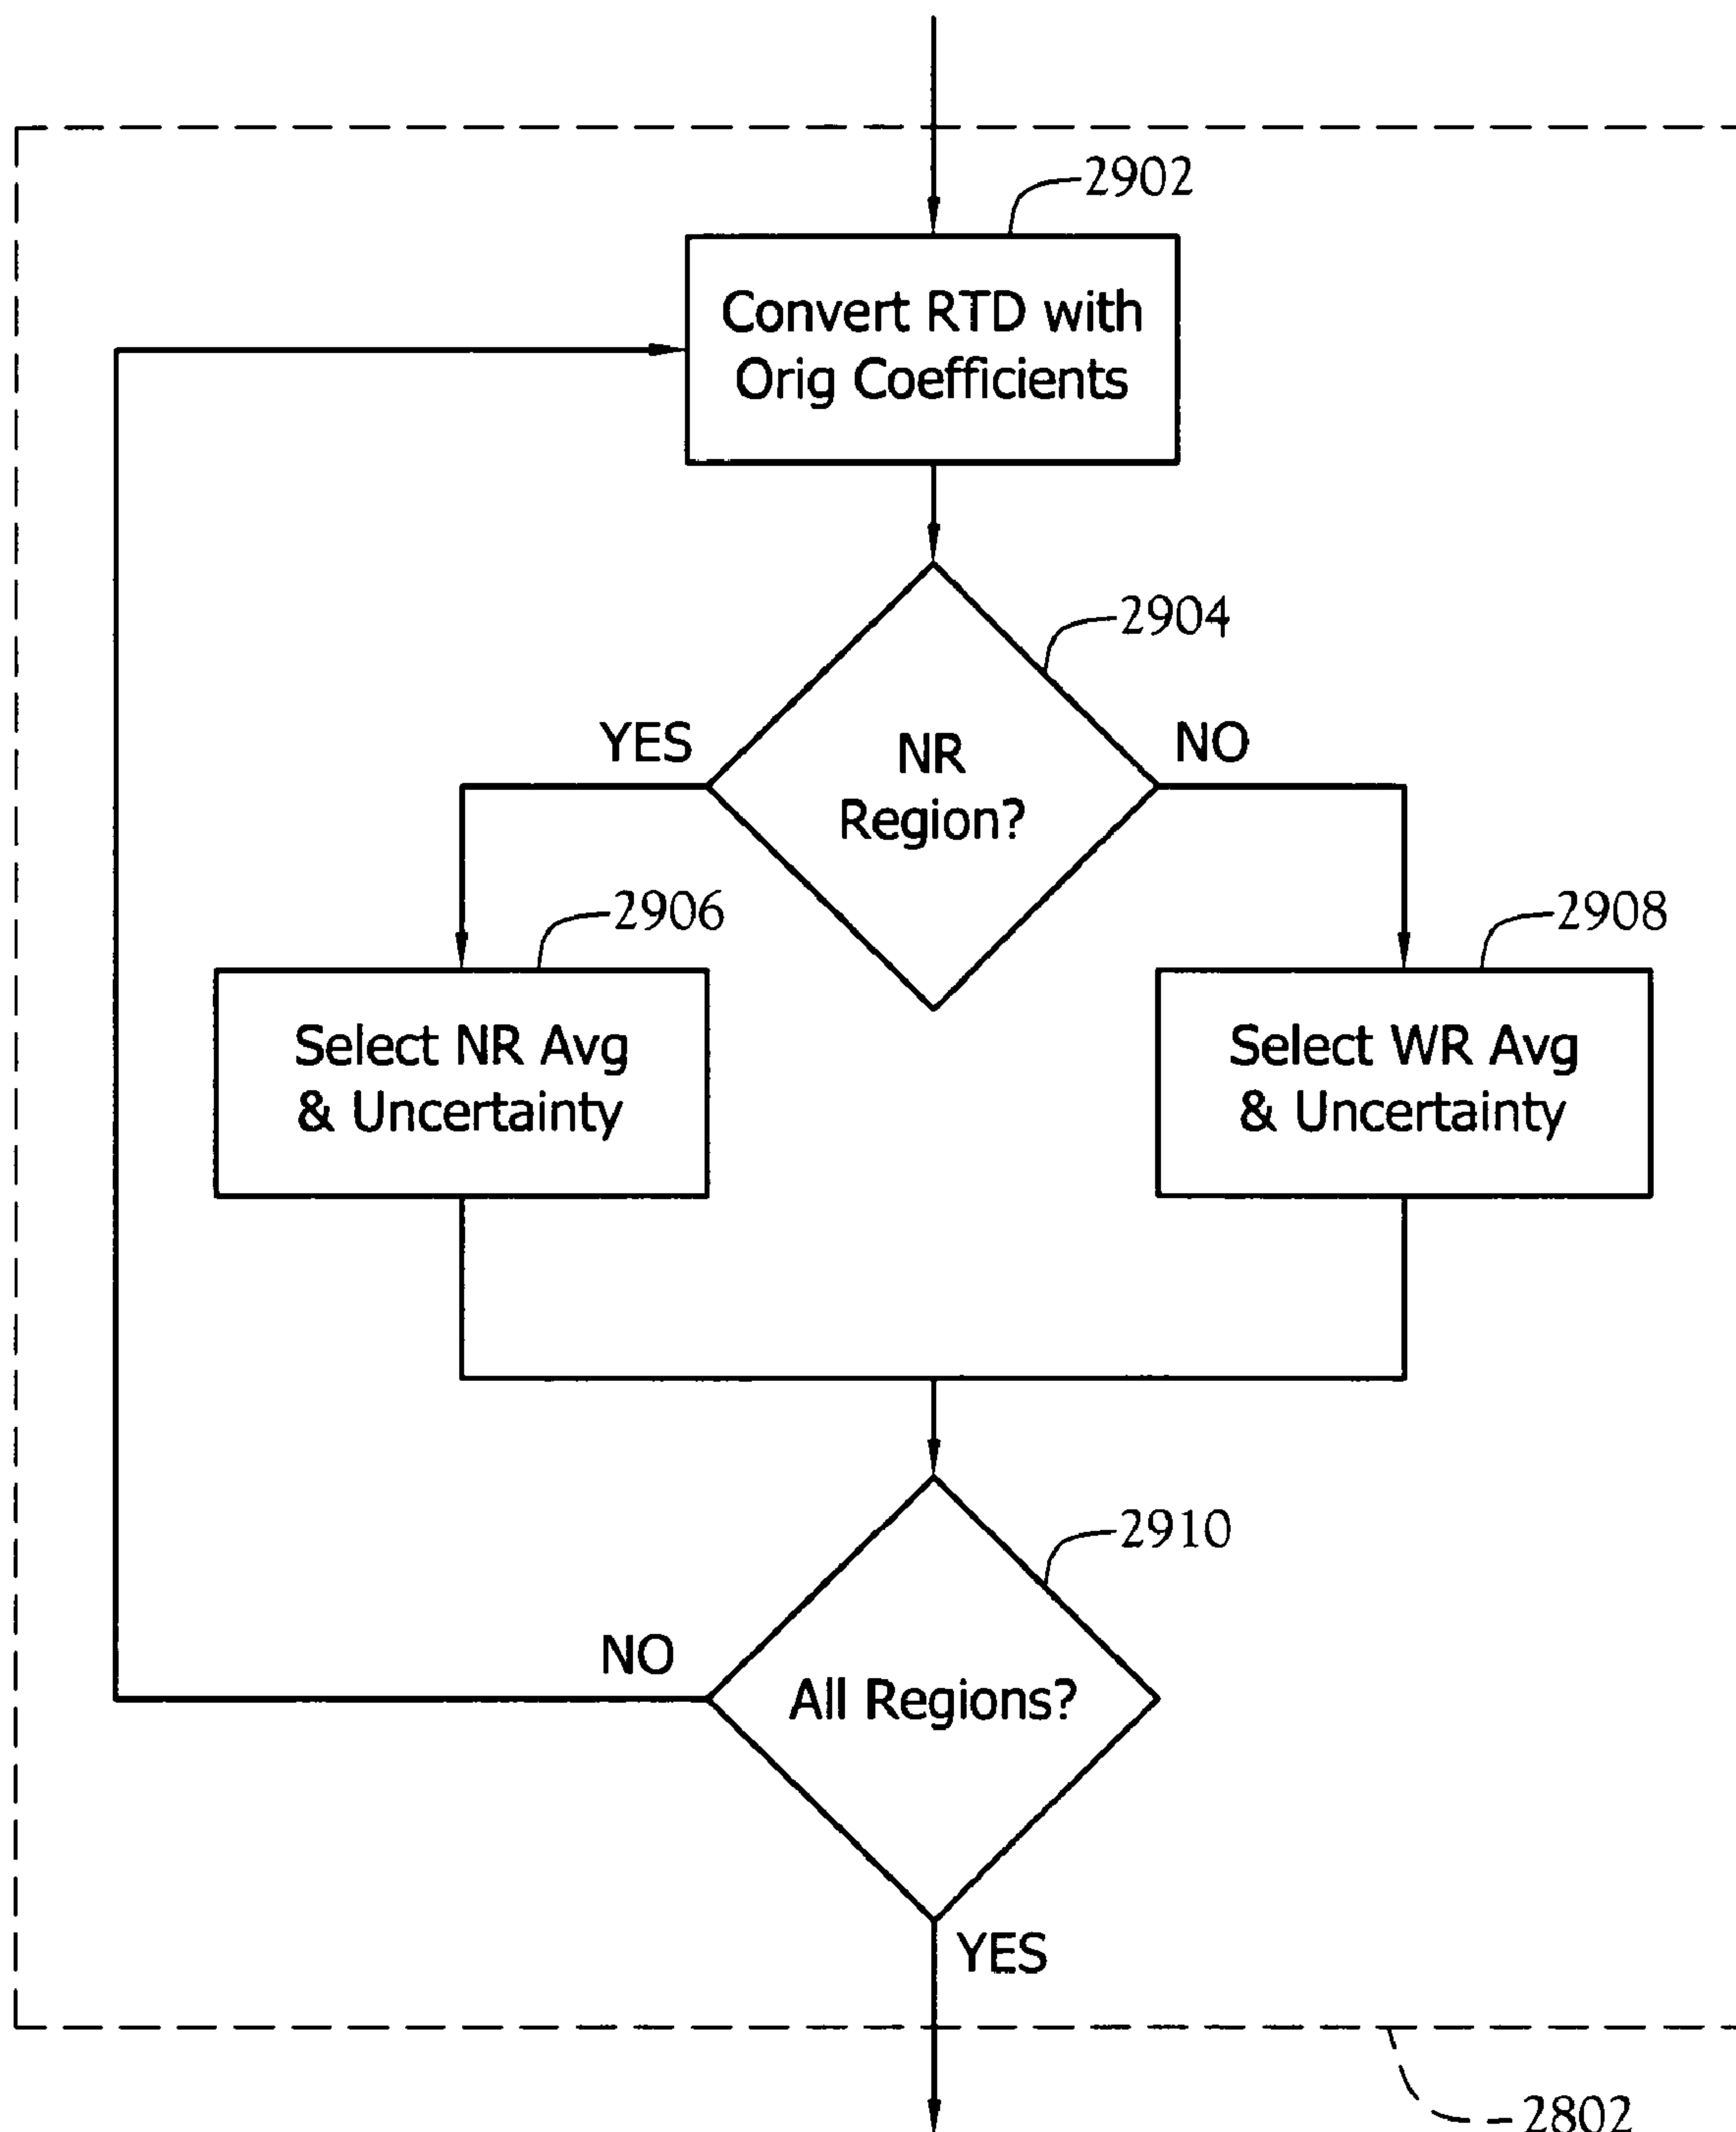 2902
Convert RTD with
Orig Coefficients
2904
YES
NR
Region?
NO
2906
2908
Select NR Avg
& Uncertainty
Select WR Avg
& Uncertainty
2910
NO
All Regions?
YES
2802